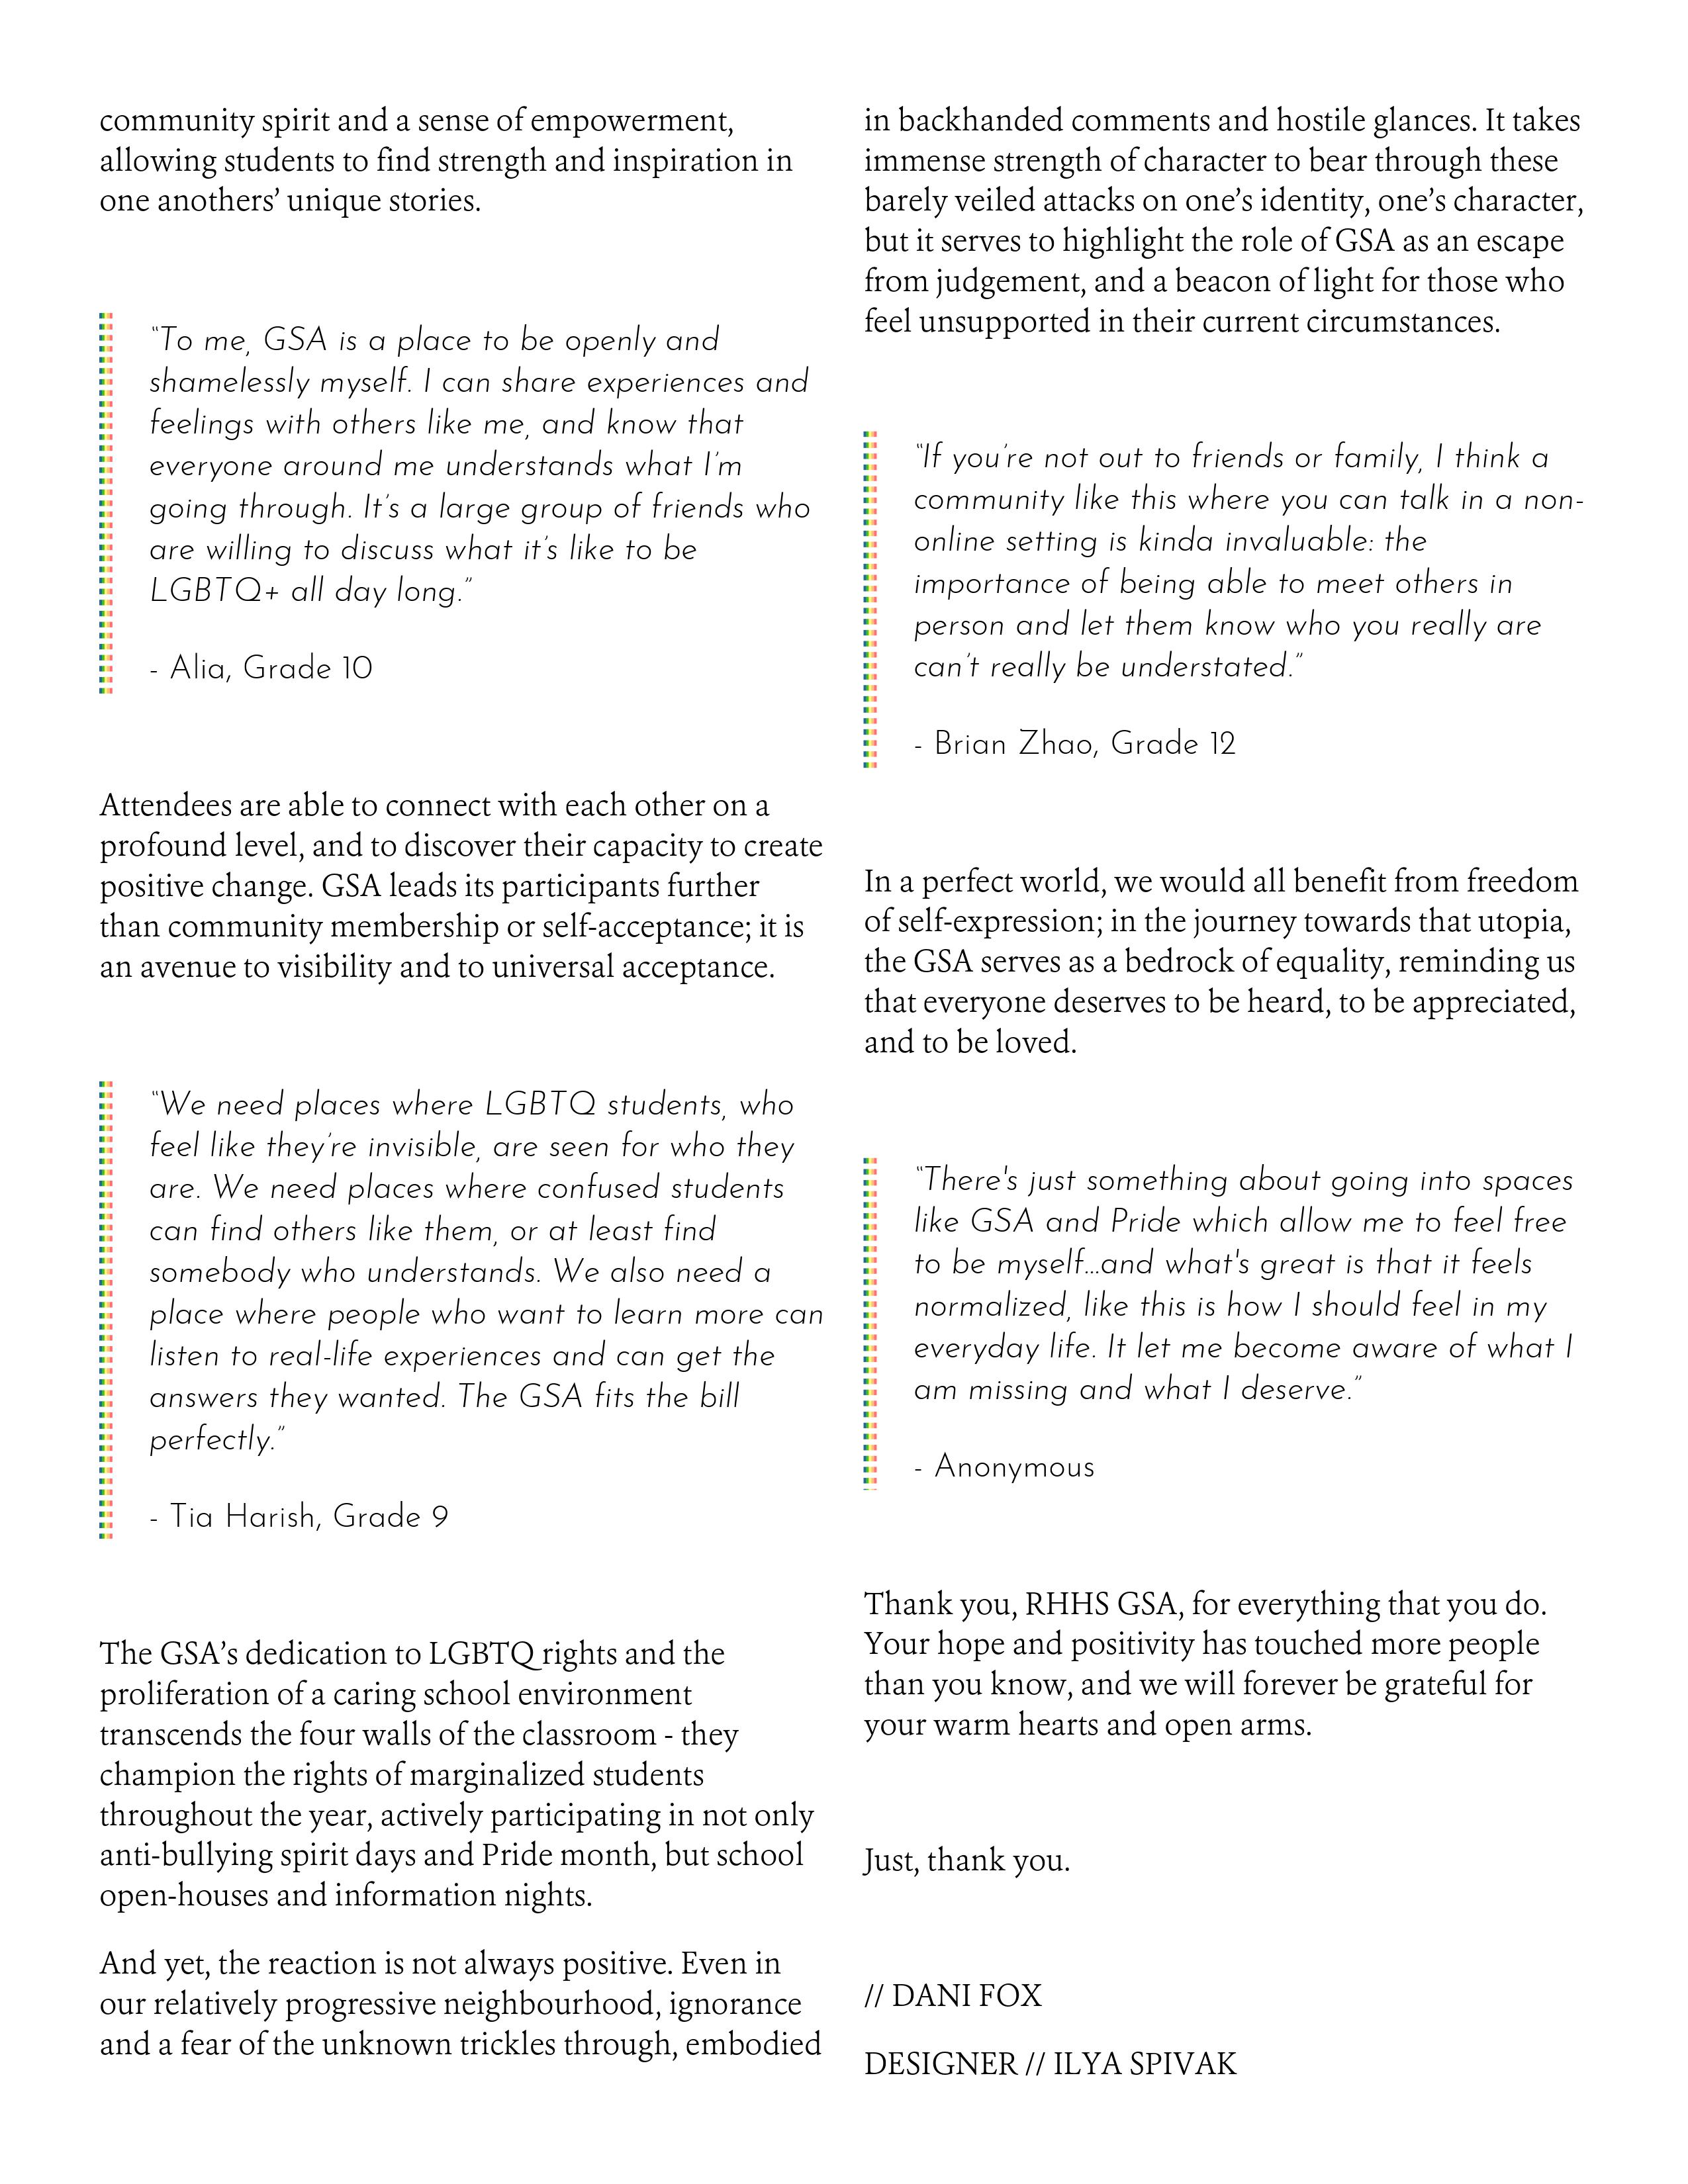 community spirit and a sense of empowerment,
allowing students to find strength and inspiration in
one anothers’ unique stories.
“To me, GSA is a place to be openly and
shamelessly myself. I can share experiences and
feelings with others like me, and know that
everyone around me understands what I’m
going through. It’s a large group of friends who
are willing to discuss what it’s like to be
LGBTQ+ all day long.”
- Alia, Grade 10
Attendees are able to connect with each other on a
profound level, and to discover their capacity to create
positive change. GSA leads its participants further
than community membership or self-acceptance; it is
an avenue to visibility and to universal acceptance.
“We need places where LGBTQ students, who
feel like they’re invisible, are seen for who they
are. We need places where confused students
can find others like them, or at least find
somebody who understands. We also need a
place where people who want to learn more can
listen to real-life experiences and can get the
answers they wanted. The GSA fits the bill
perfectly.”
- Tia Harish, Grade 9
The GSA’s dedication to LGBTQ rights and the
proliferation of a caring school environment
transcends the four walls of the classroom - they
champion the rights of marginalized students
throughout the year, actively participating in not only
anti-bullying spirit days and Pride month, but school
open-houses and information nights.
And yet, the reaction is not always positive. Even in
our relatively progressive neighbourhood, ignorance
and a fear of the unknown trickles through, embodied
in backhanded comments and hostile glances. It takes
immense strength of character to bear through these
barely veiled attacks on one’s identity, one’s character,
but it serves to highlight the role of GSA as an escape
from judgement, and a beacon of light for those who
feel unsupported in their current circumstances.
“If you’re not out to friends or family, I think a
community like this where you can talk in a non-
online setting is kinda invaluable: the
importance of being able to meet others in
person and let them know who you really are
can’t really be understated.”
- Brian Zhao, Grade 12
In a perfect world, we would all benefit from freedom
of self-expression; in the journey towards that utopia,
the GSA serves as a bedrock of equality, reminding us
that everyone deserves to be heard, to be appreciated,
and to be loved.
“There's just something about going into spaces
like GSA and Pride which allow me to feel free
to be myself...and what's great is that it feels
normalized, like this is how I should feel in my
everyday life. It let me become aware of what I
am missing and what I deserve.”
- Anonymous
Thank you, RHHS GSA, for everything that you do.
Your hope and positivity has touched more people
than you know, and we will forever be grateful for
your warm hearts and open arms.
Just, thank you.
// DANI FOX
DESIGNER // ILYA SPIVAK